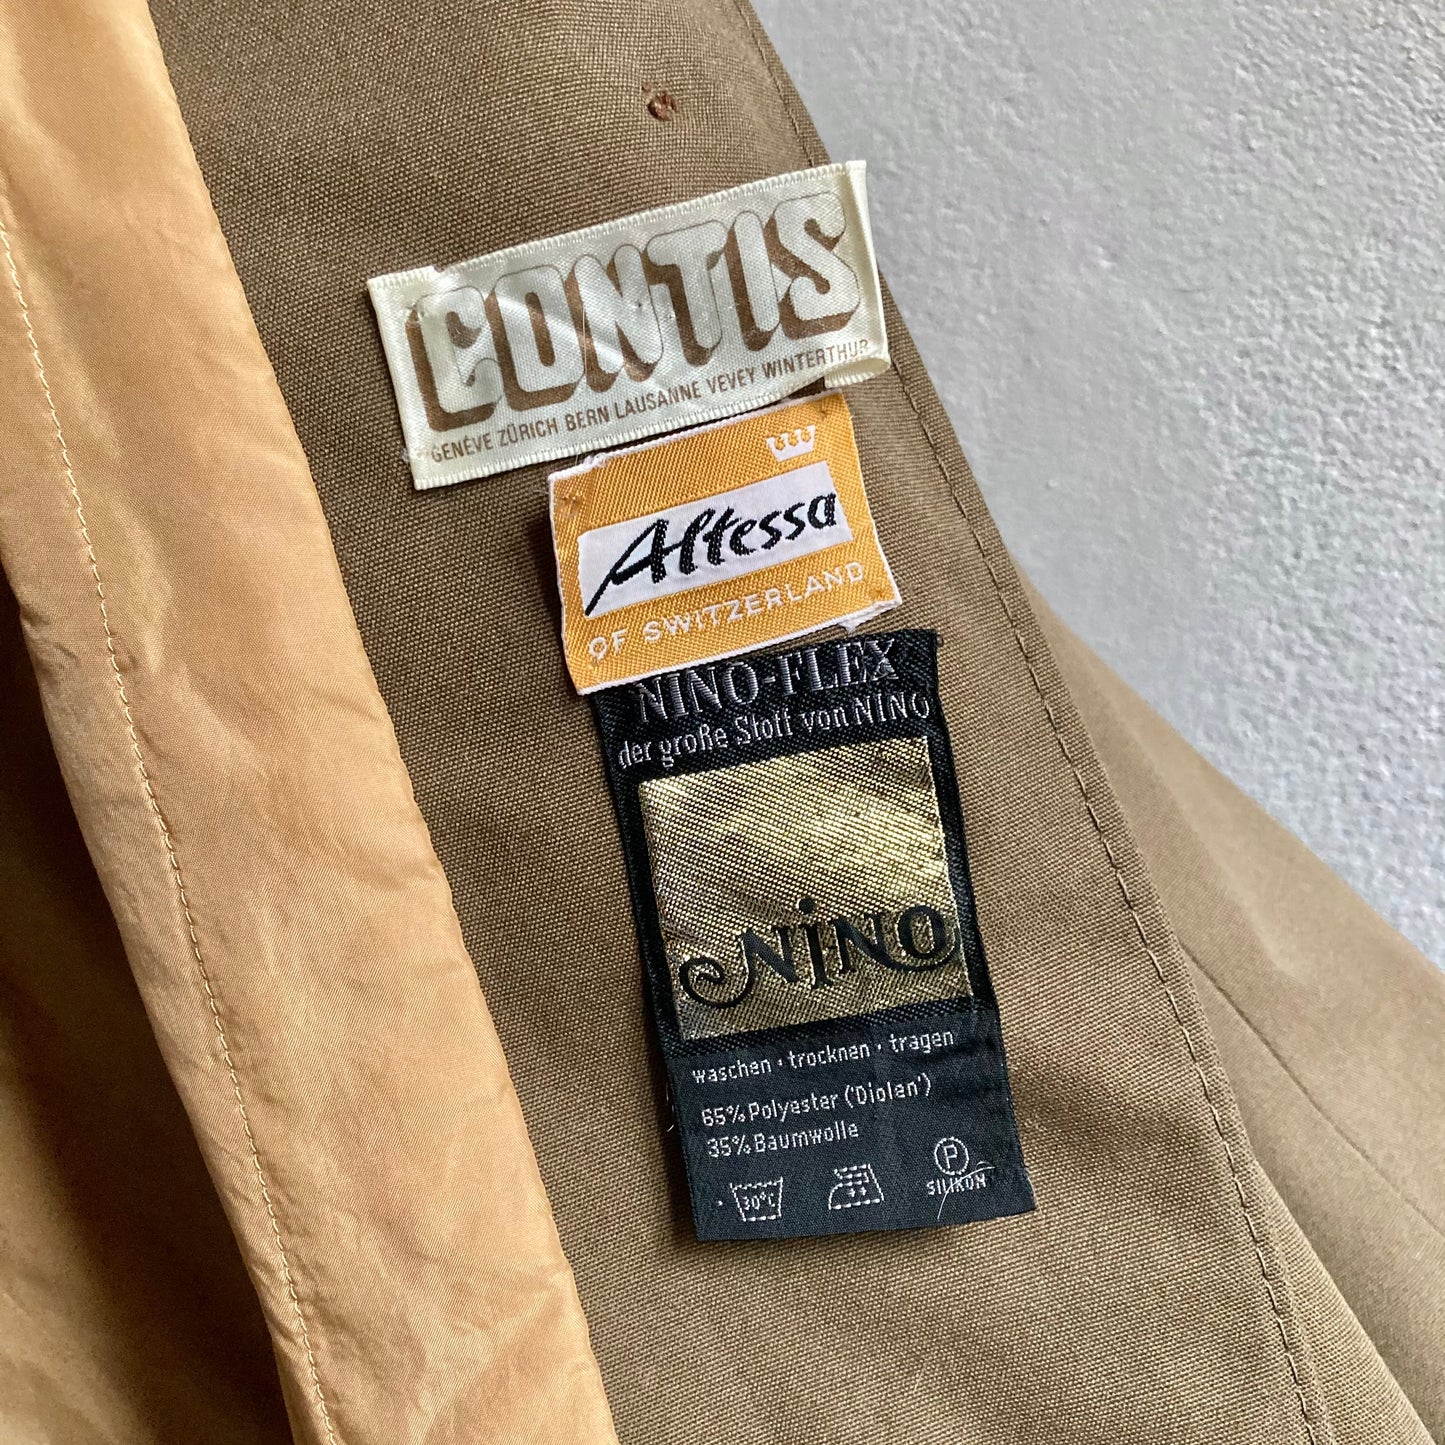 CONTIS
GENÈVE ZÜRICH BERN LAUSANNE VEVEY WINTERTHUR
Altessa
OF SWITZERLAND
NINO-FLEX
der große Stoff von NINO
NINO
waschen · trocknen · tragen
65% Polyester ('Diolen')
35% Baumwolle
30°C P
SILIKON